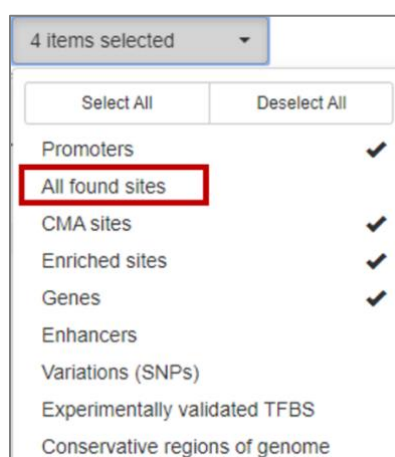 4 items selected
Select All Deselect All
Promoters
All found sites
CMA sites
Enriched sites
Genes
Enhancers
Variations (SNPs)
Experimentally validated TFBS
Conservative regions of genome